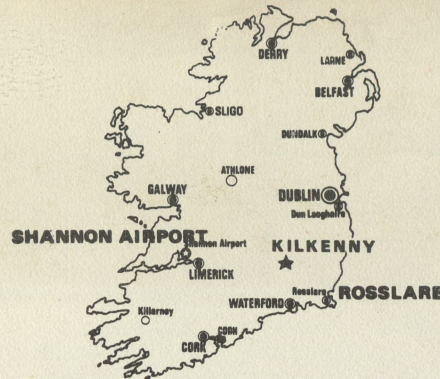 DERRY
LARNE
BELFAST
SLIGO
DUNDALK
ATHLONE
GALWAY
DUBLIN
Dun Laoghaire
SHANNON AIRPORT
Shannon Airport
KILKENNY
LIMERICK
Rosslare
ROSSLARE
WATERFORD
Killarney
CORK